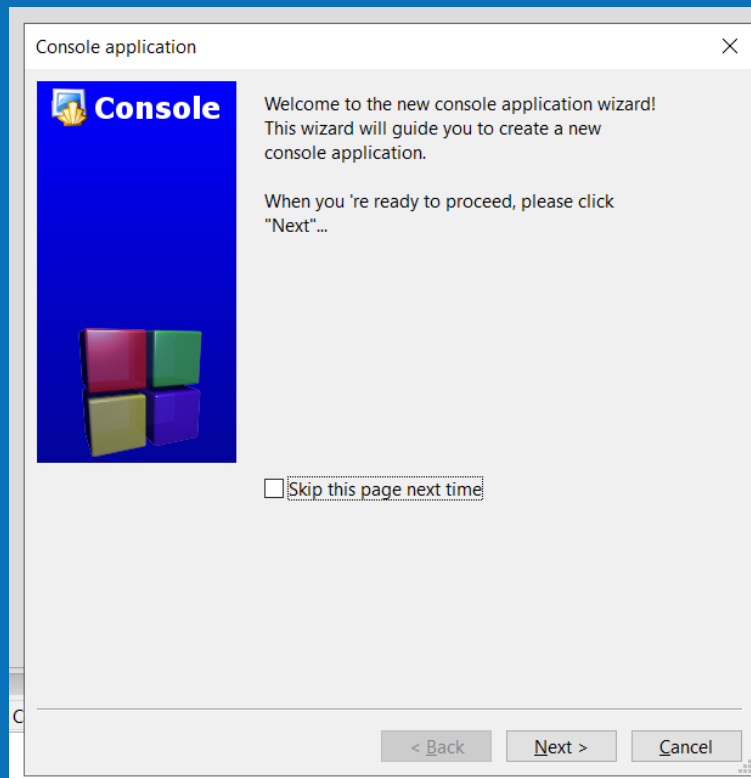 Console application
Console
Welcome to the new console application wizard!
This wizard will guide you to create a new
console application.
When you 're ready to proceed, please click
"Next"...
Skip this page next time
C
< Back
Next >
Cancel